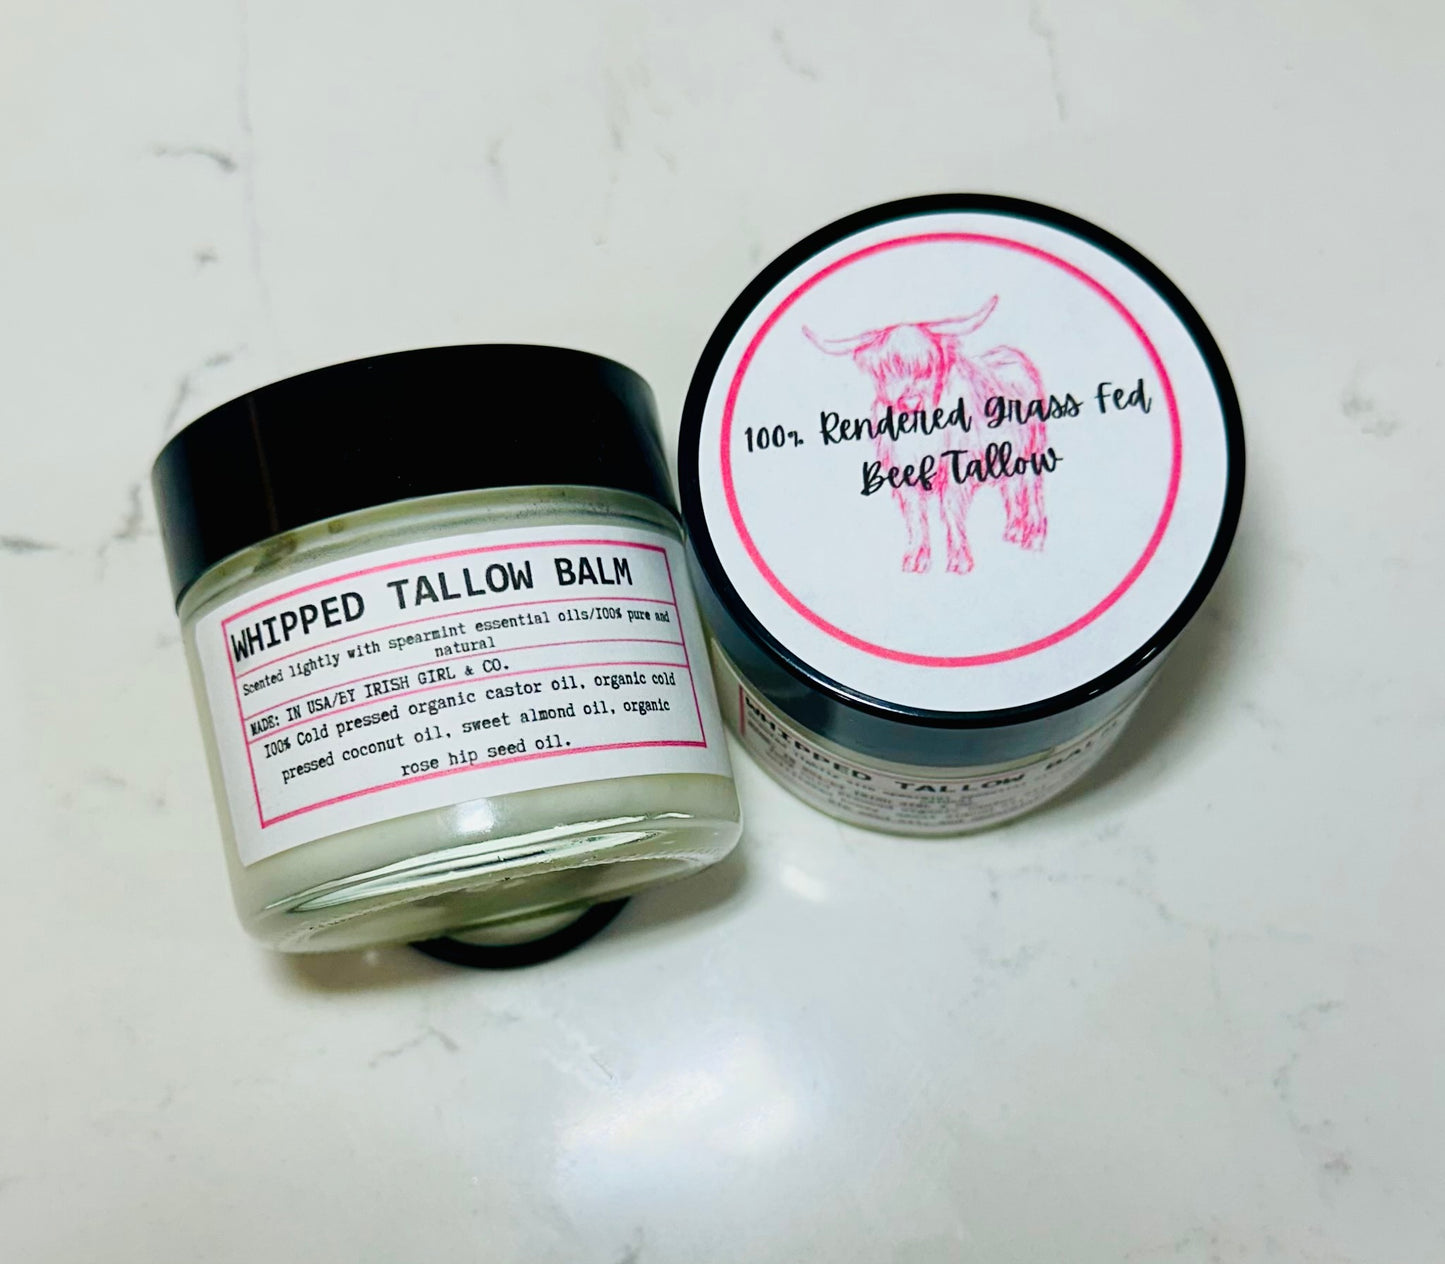 WHIPPED TALLOW BALM
Scented lightly with spearmint essential oils/100% pure and
natural
MADE: IN USA/BY IRISH GIRL & CO.
100% Cold pressed organic castor oil, organic cold
pressed coconut oil, sweet almond oil, organic
rose hip seed oil.
100% Rendered Grass Fed
Beef Tallow
WHIPPED TALLOW BALM